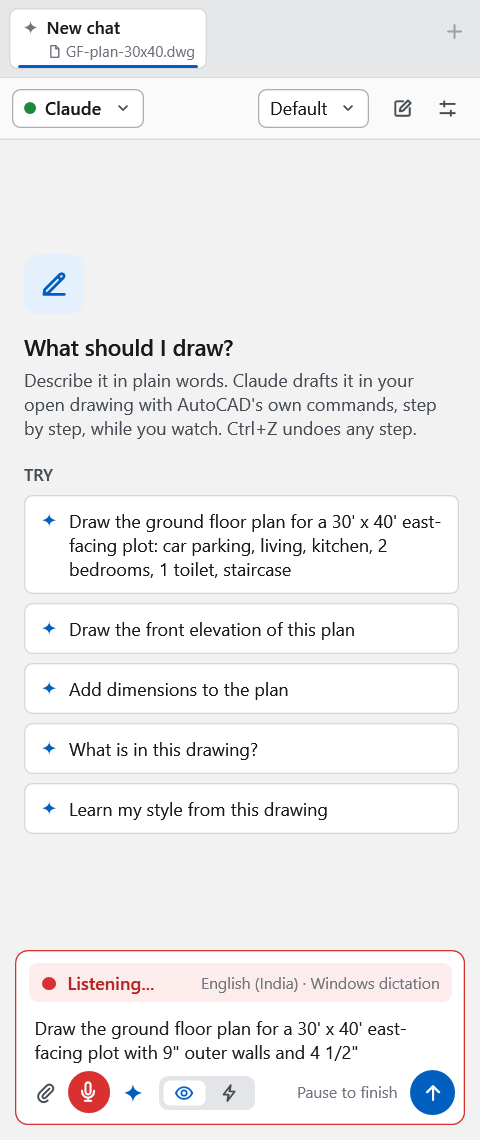 New chat
GF-plan-30x40.dwg
Claude
Default
What should I draw?
Describe it in plain words. Claude drafts it in your
open drawing with AutoCAD's own commands, step
by step, while you watch. Ctrl+Z undoes any step.
TRY
Draw the ground floor plan for a 30' x 40' east-
facing plot: car parking, living, kitchen, 2
bedrooms, 1 toilet, staircase
Draw the front elevation of this plan
Add dimensions to the plan
What is in this drawing?
Learn my style from this drawing
Listening...
English (India) · Windows dictation
Draw the ground floor plan for a 30' x 40' east-
facing plot with 9" outer walls and 4 1/2"
Pause to finish